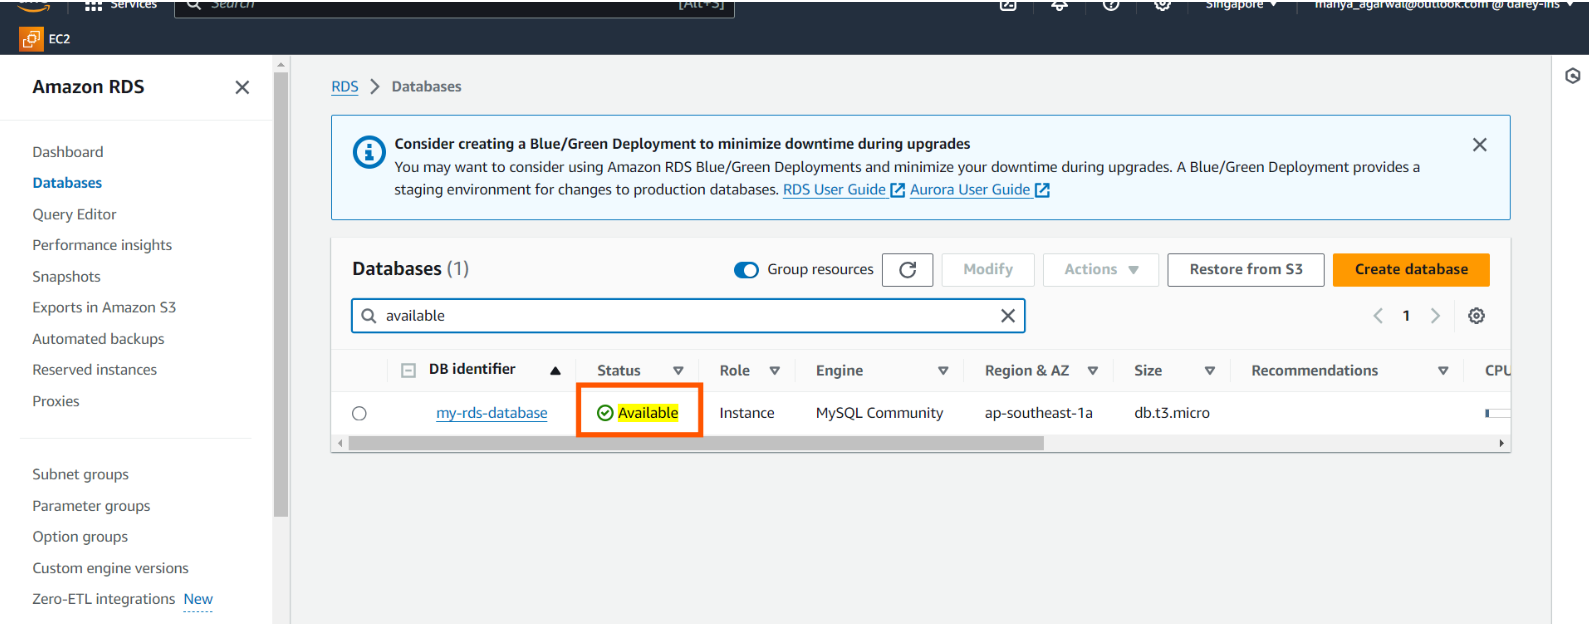 Services
Search
[Alt+S]
Singapore
manya_agarwal@outlook.com @ darey-ins
EC2
Amazon RDS
Dashboard
Databases
Query Editor
Performance insights
Snapshots
Exports in Amazon S3
Automated backups
Reserved instances
Proxies
Subnet groups
Parameter groups
Option groups
Custom engine versions
Zero-ETL integrations New
RDS > Databases
Consider creating a Blue/Green Deployment to minimize downtime during upgrades
You may want to consider using Amazon RDS Blue/Green Deployments and minimize your downtime during upgrades. A Blue/Green Deployment provides a
staging environment for changes to production databases. RDS User Guide Aurora User Guide
Databases (1)
Group resources
Modify
Actions
Restore from S3
Create database
available
1
DB identifier Status Role Engine Region & AZ Size Recommendations CPU
my-rds-database Available Instance MySQL Community ap-southeast-1a db.t3.micro